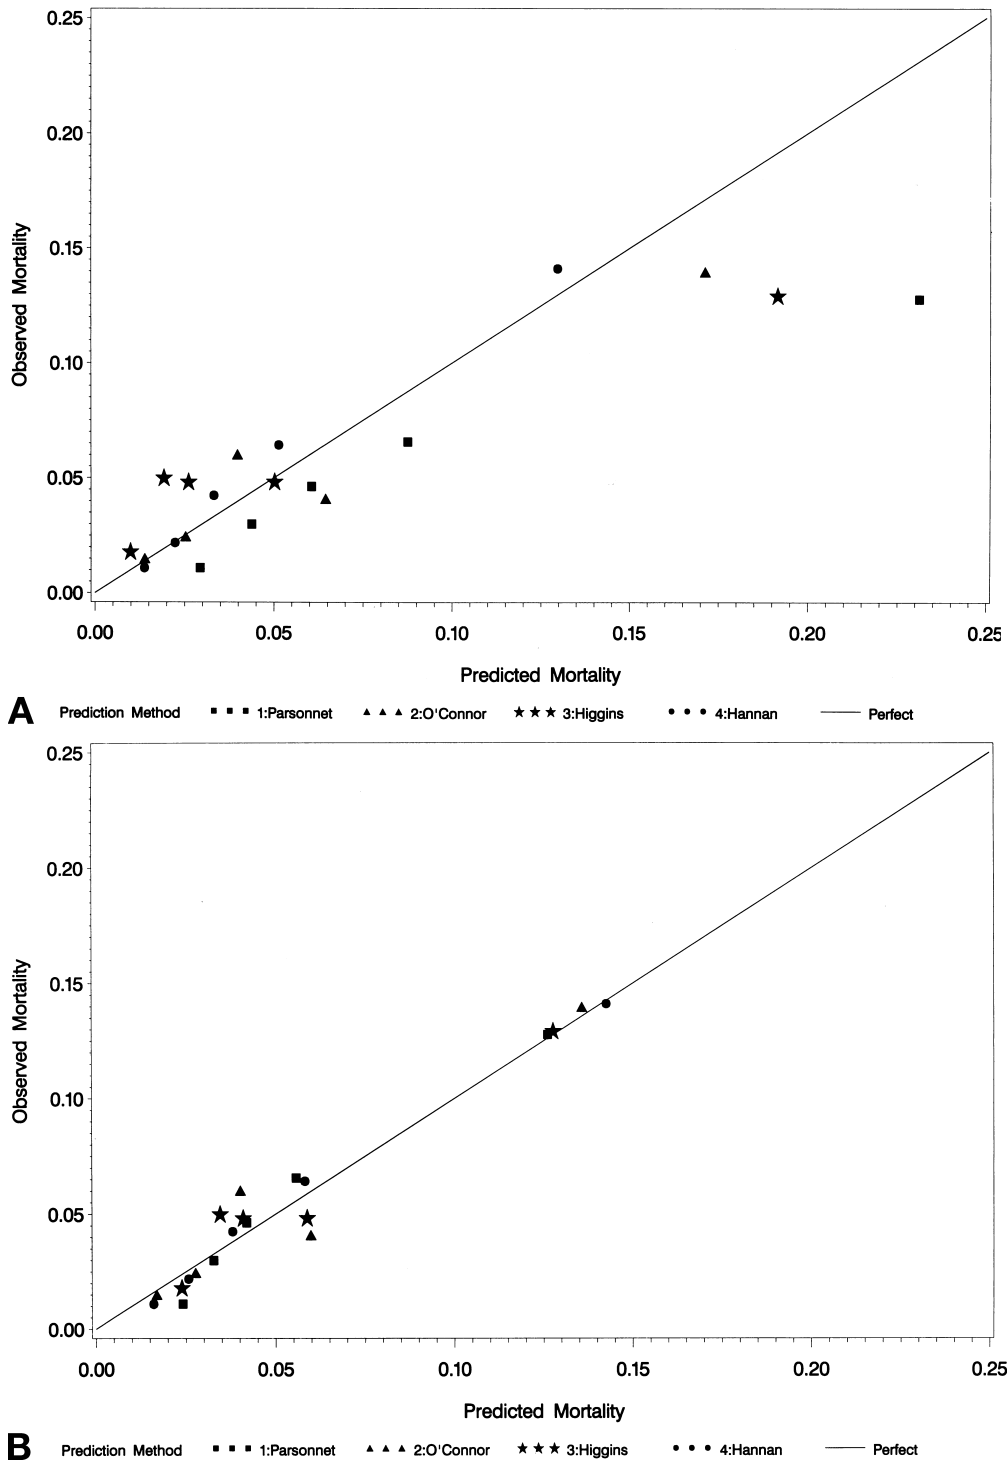 0.25
0.20
0.15
0.10
0.05
0.00
Observed Mortality
0.00 0.05 0.10 0.15 0.20 0.25
Predicted Mortality
A Prediction Method 1:Parsonnet 2:O'Connor 3:Higgins 4:Hannan Perfect
0.25
0.20
0.15
0.10
0.05
0.00
Observed Mortality
0.00 0.05 0.10 0.15 0.20 0.25
Predicted Mortality
B Prediction Method 1:Parsonnet 2:O'Connor 3:Higgins 4:Hannan Perfect